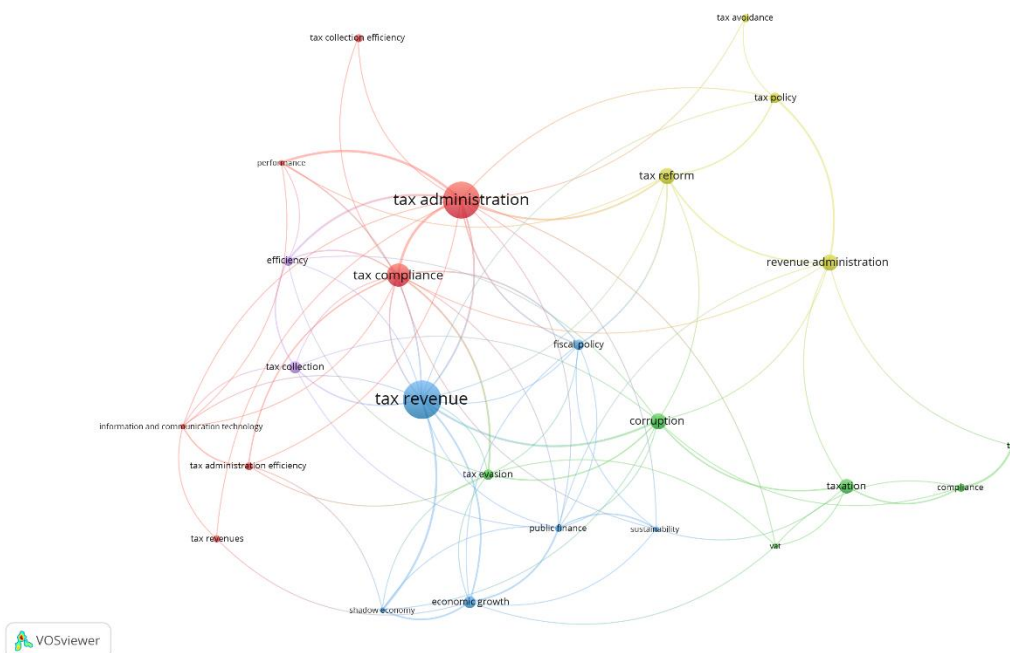 tax avoidance
tax collection efficiency
tax policy
performance
tax reform
tax administration
efficiency
revenue administration
tax compliance
fiscal policy
tax collection
tax revenue
corruption
information and communication technology
tax administration efficiency
tax evasion
taxation
compliance
public finance
sustainability
tax revenues
vat
economic growth
shadow economy
VOSviewer